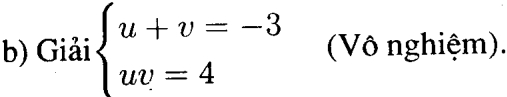 b) Giải { u + v = −3
uv = 4 (Vô nghiệm).